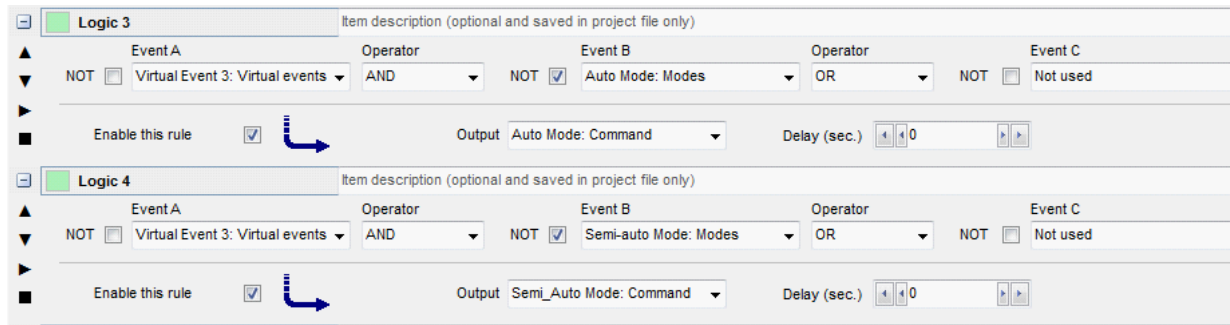 Logic 3 Item description (optional and saved in project file only)
Event A Operator Event B Operator Event C
NOT Virtual Event 3: Virtual events AND NOT Auto Mode: Modes OR NOT Not used
Enable this rule Output Auto Mode: Command Delay (sec.) 0
Logic 4 Item description (optional and saved in project file only)
Event A Operator Event B Operator Event C
NOT Virtual Event 3: Virtual events AND NOT Semi-auto Mode: Modes OR NOT Not used
Enable this rule Output Semi_Auto Mode: Command Delay (sec.) 0